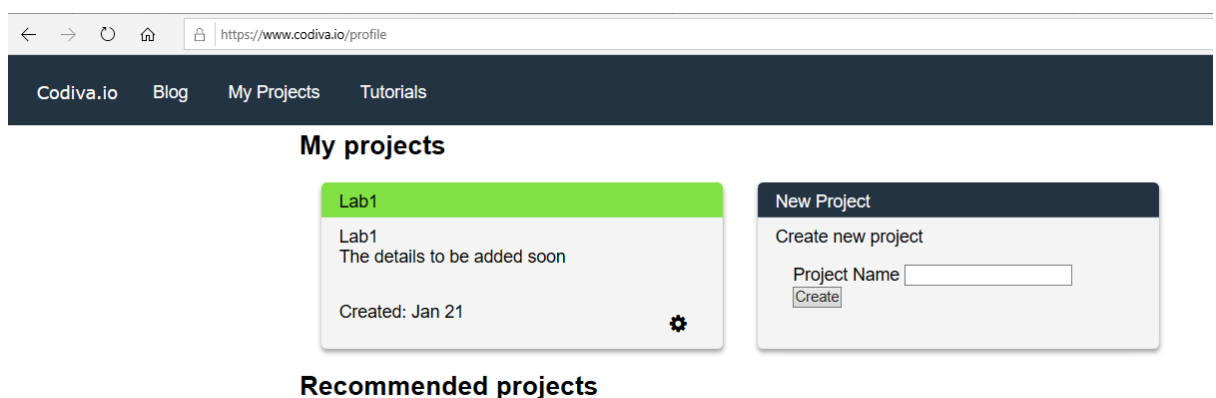 https://www.codiva.io/profile
Codiva.io Blog My Projects Tutorials
My projects
Lab1
Lab1
The details to be added soon
Created: Jan 21
New Project
Create new project
Project Name
Create
Recommended projects